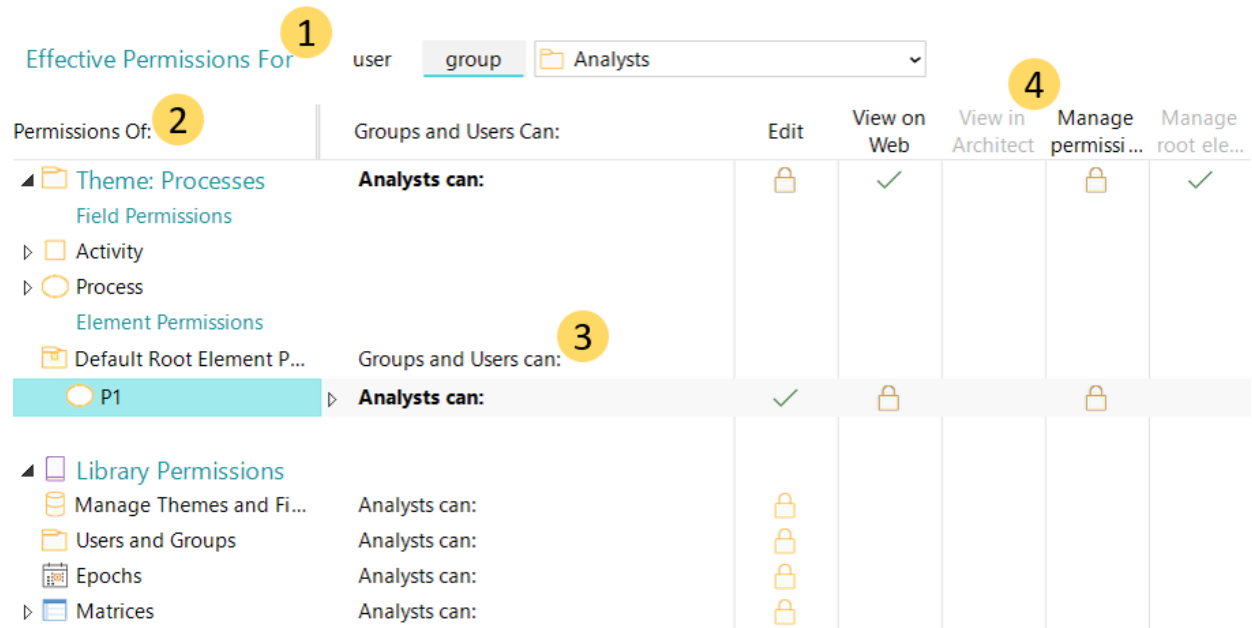 1
Effective Permissions For user group Analysts
4
2
Permissions Of: Groups and Users Can: Edit View on Web View in Architect Manage permissi... Manage root ele...
Theme: Processes Analysts can:
Field Permissions
Activity
Process
Element Permissions
3
Default Root Element P... Groups and Users can:
P1 Analysts can:
Library Permissions
Manage Themes and Fi... Analysts can:
Users and Groups Analysts can:
Epochs Analysts can:
Matrices Analysts can: